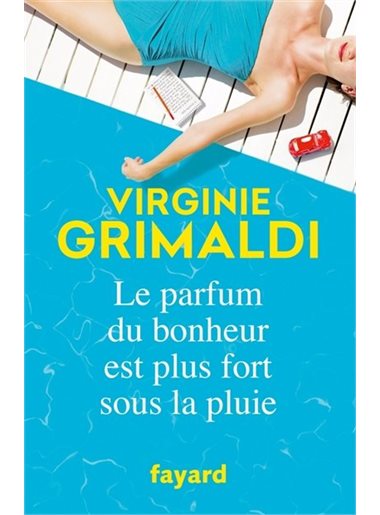 VIRGINIE
GRIMALDI
Le parfum
du bonheur
est plus fort
sous la pluie
fayard